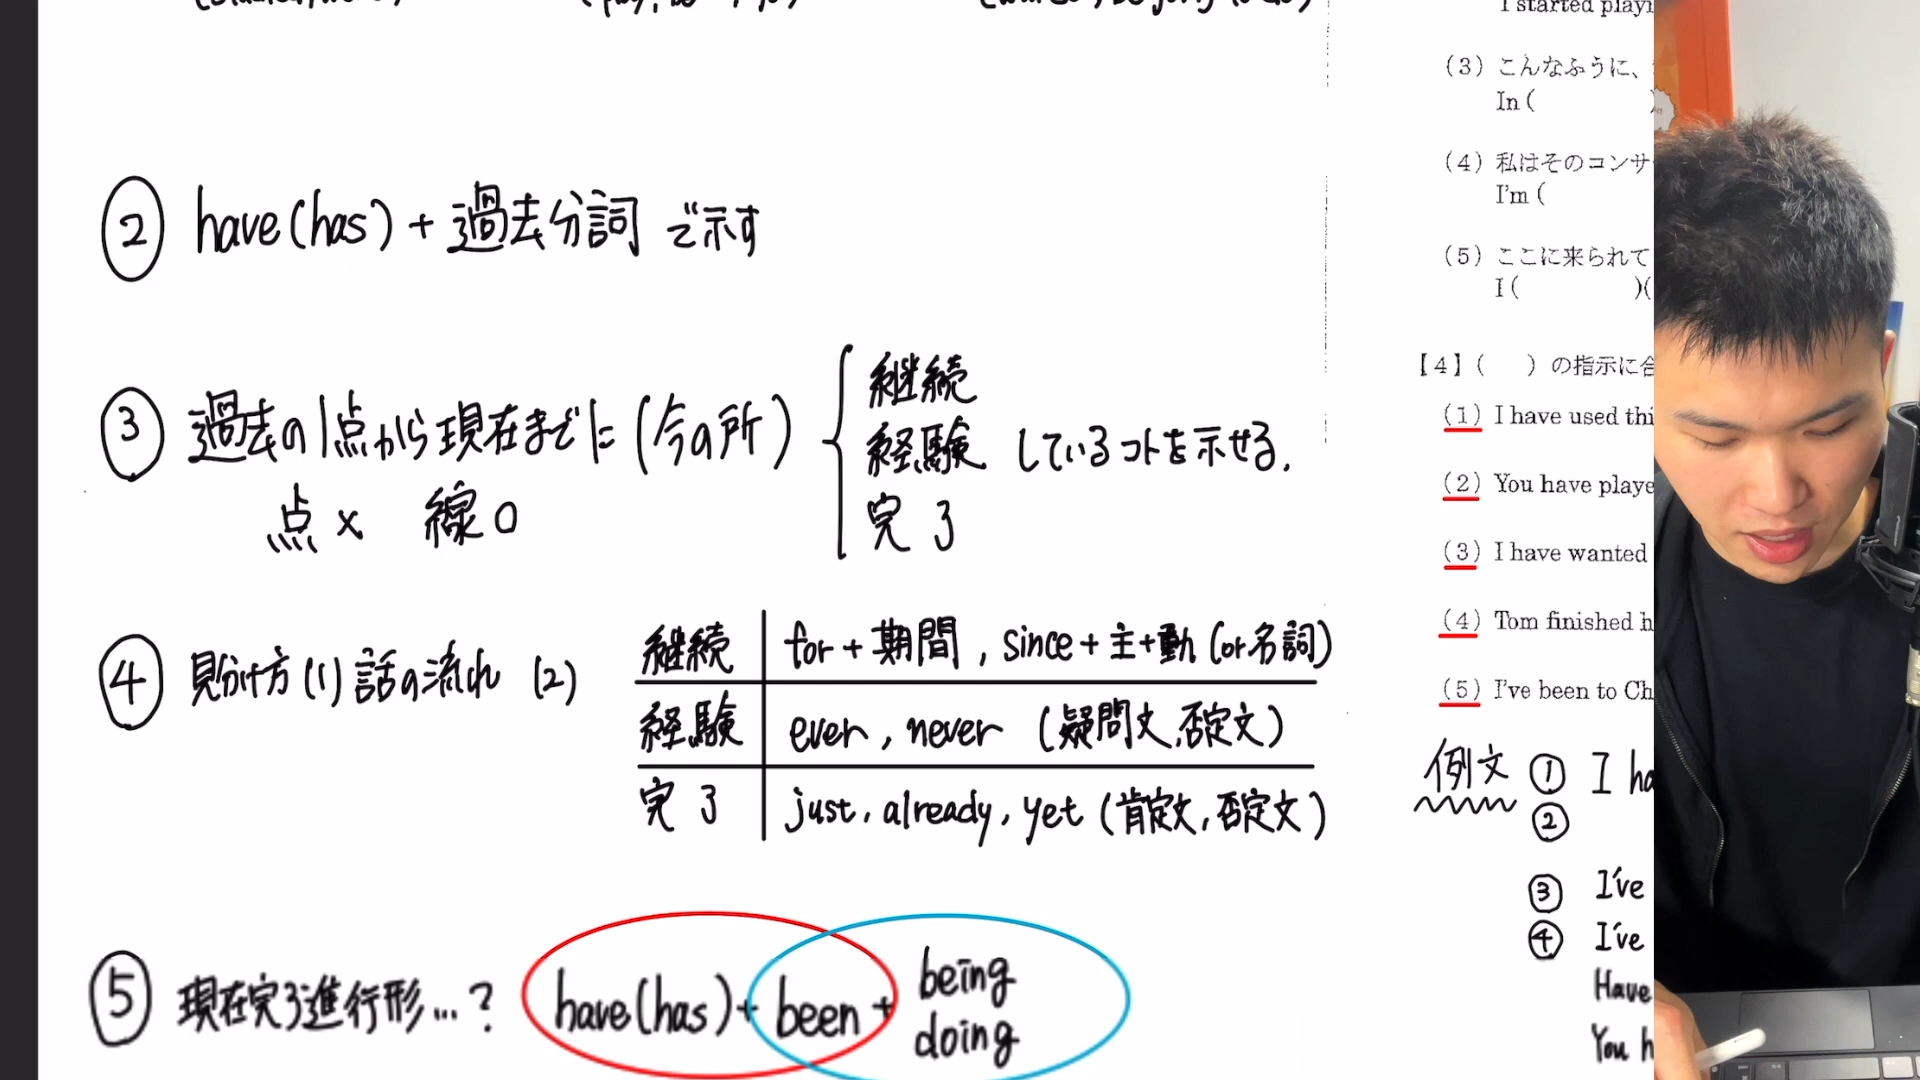 ② have(has)+過去分詞 で示す
③ 過去の1点から現在までに(今の所)
継続
経験 しているコトを示せる.
完了
点× 線○
④ 見分け方(1)話の流れ (2)
継続 for+期間, since+主+動(or名詞)
経験 ever, never (疑問文,否定文)
完了 just, already, yet (肯定文,否定文)
⑤ 現在完了進行形…? have(has)+ been +
being
doing
I started playi
(3) こんなふうに、
In (
(4) 私はそのコンサ
I'm (
(5) ここに来られて
I ( )(
【4】( ) の指示に合
(1) I have used thi
(2) You have playe
(3) I have wanted
(4) Tom finished h
(5) I've been to Ch
例文 ① I ha
②
③ I've
④ I've
Have
You h